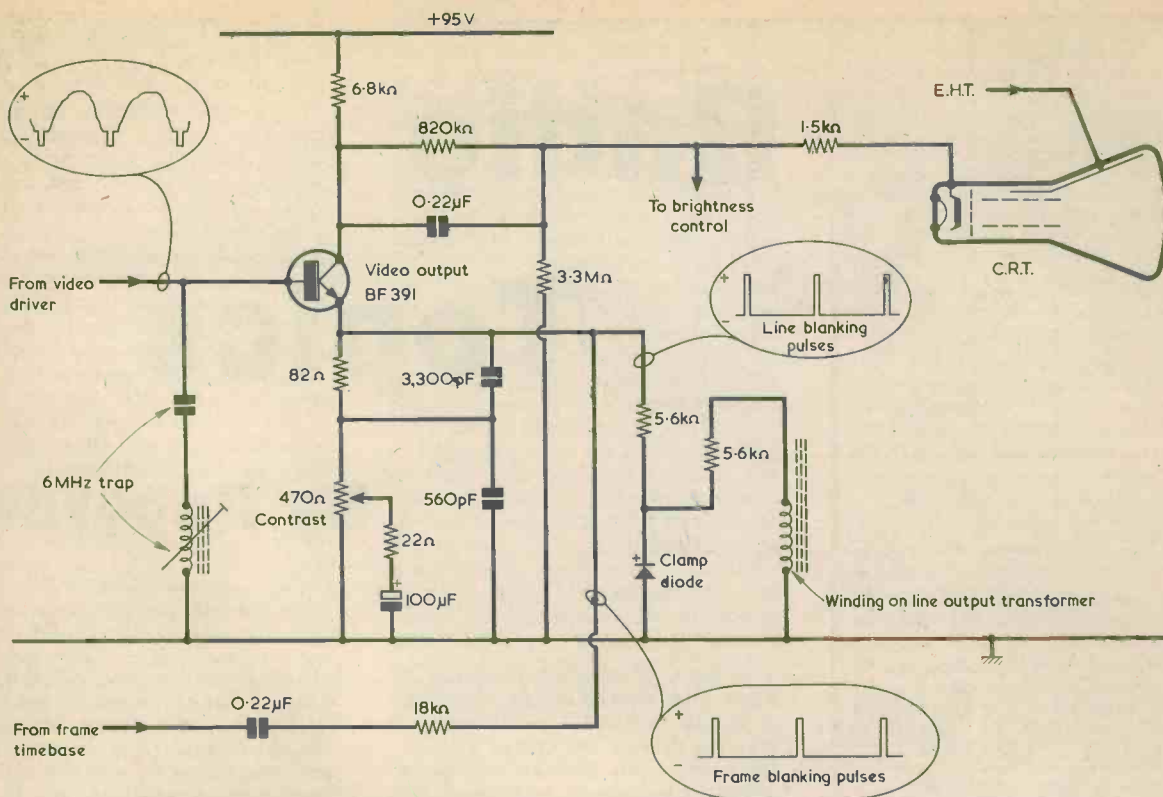 +95V
6·8kΩ
E.H.T.
820kΩ
1·5kΩ
+
−
0·22µF
To brightness
control
C.R.T.
From video
driver
Video output
BF391
3·3MΩ
+
−
Line blanking
pulses
82Ω
3,300pF
5·6kΩ
5·6kΩ
6MHz trap
470Ω
Contrast
560pF
22Ω
+
Clamp
diode
+
100µF
Winding on line output transformer
0·22µF
18kΩ
From frame
timebase
+
−
Frame blanking pulses